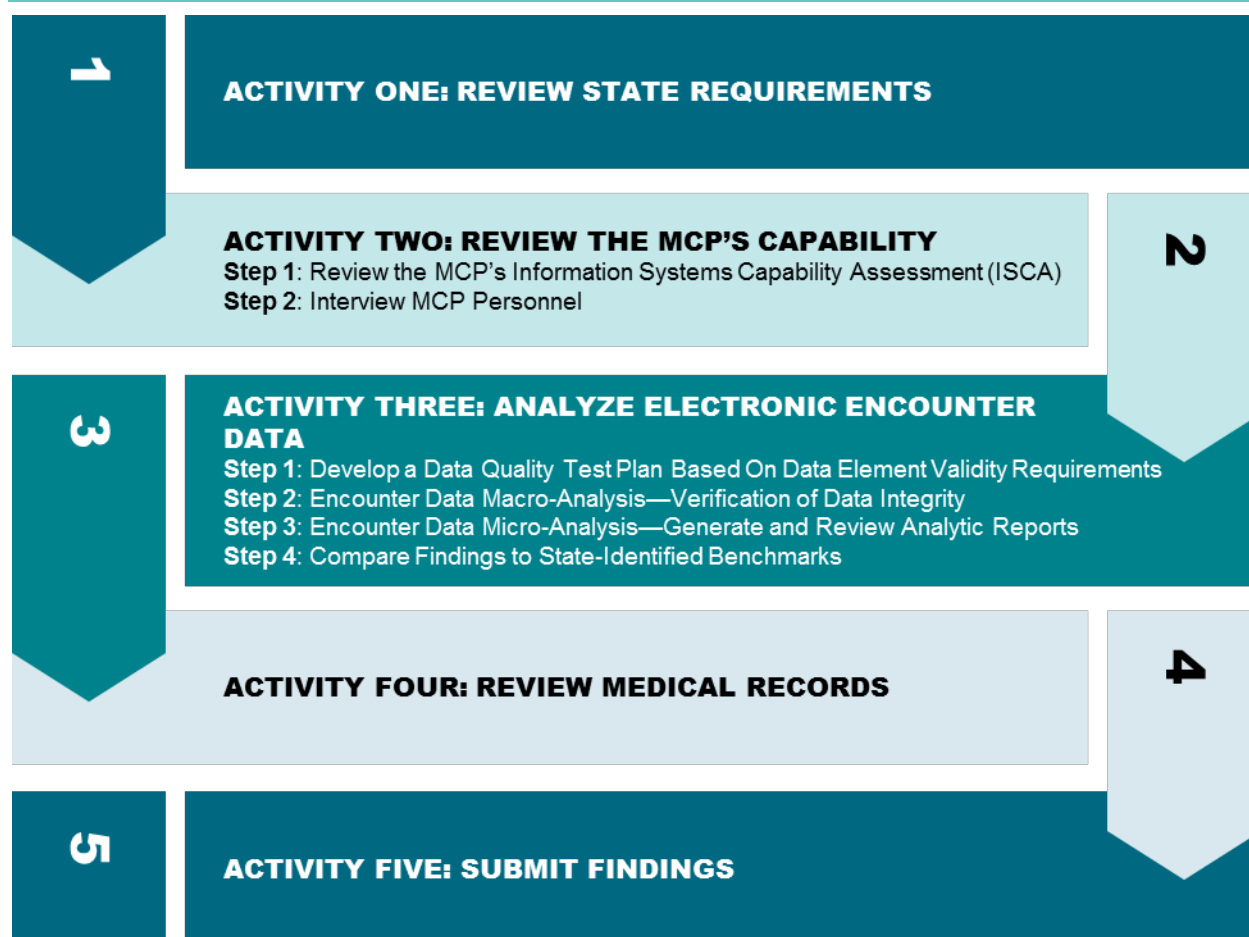 1
ACTIVITY ONE: REVIEW STATE REQUIREMENTS
ACTIVITY TWO: REVIEW THE MCP'S CAPABILITY
Step 1: Review the MCP's Information Systems Capability Assessment (ISCA)
Step 2: Interview MCP Personnel
2
3
ACTIVITY THREE: ANALYZE ELECTRONIC ENCOUNTER
DATA
Step 1: Develop a Data Quality Test Plan Based On Data Element Validity Requirements
Step 2: Encounter Data Macro-Analysis—Verification of Data Integrity
Step 3: Encounter Data Micro-Analysis—Generate and Review Analytic Reports
Step 4: Compare Findings to State-Identified Benchmarks
ACTIVITY FOUR: REVIEW MEDICAL RECORDS
4
5
ACTIVITY FIVE: SUBMIT FINDINGS